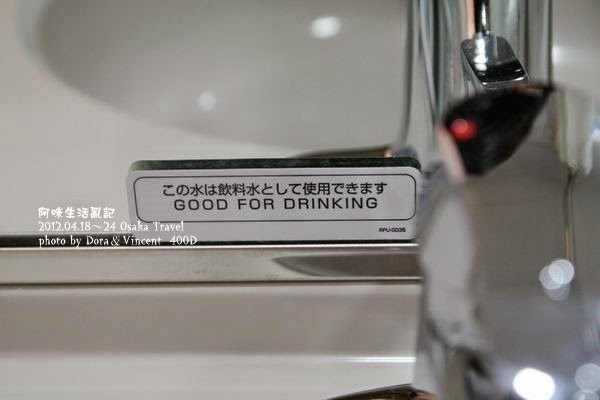 この水は飲料水として使用できます
GOOD FOR DRINKING
RPU-0035
阿咪生活亂記
2012.04.18～24 Osaka Travel
photo by Dora & Vincent 400D